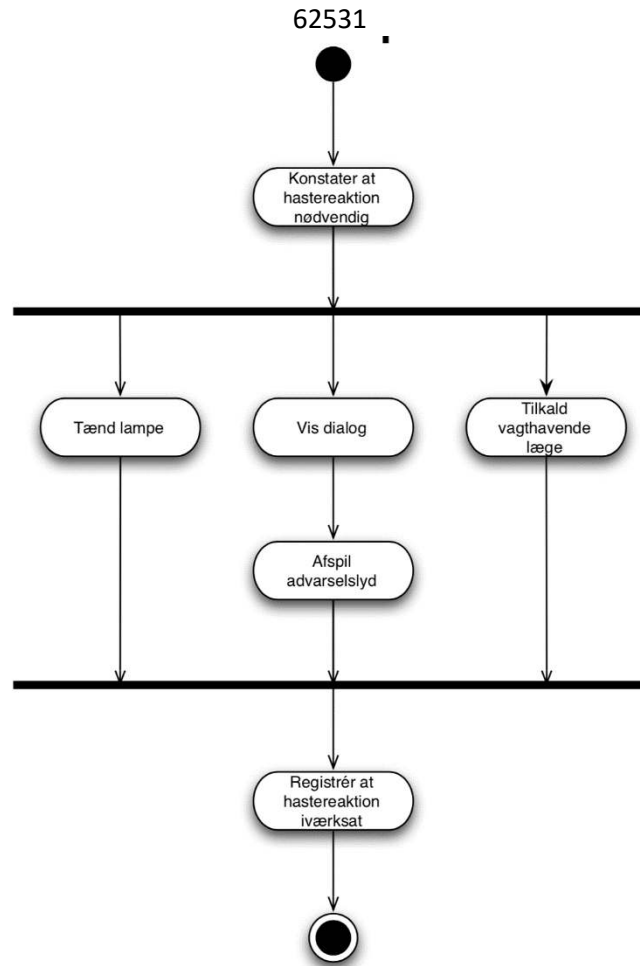 62531
Konstater at
hastereaktion
nødvendig
Tænd lampe
Vis dialog
Tilkald
vagthavende
læge
Afspil
advarselslyd
Registrér at
hastereaktion
iværksat